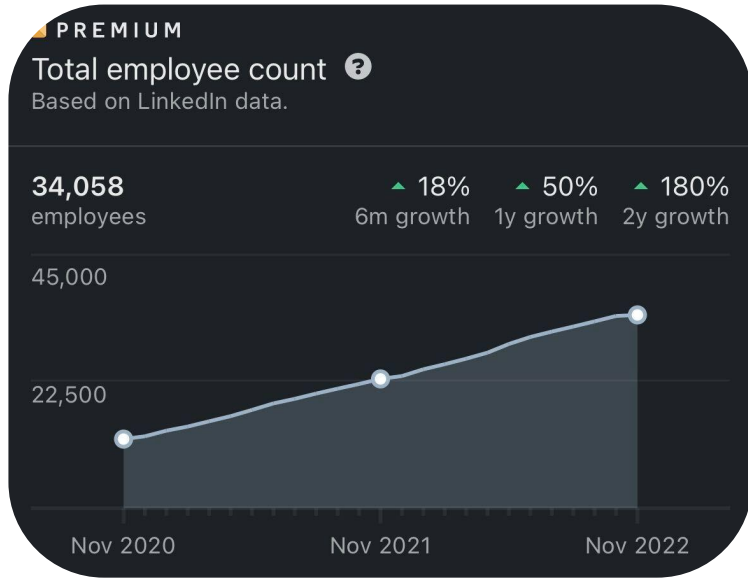 PREMIUM
Total employee count ?
Based on LinkedIn data.
34,058
employees
18%
6m growth
50%
1y growth
180%
2y growth
45,000
22,500
Nov 2020 Nov 2021 Nov 2022